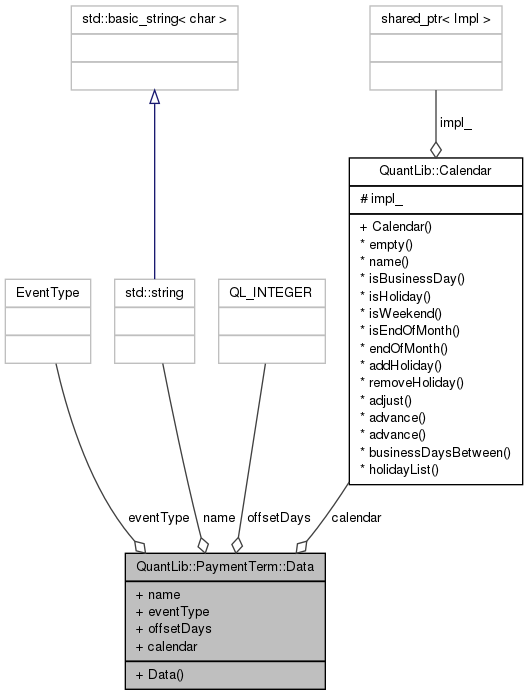 std::basic_string< char >
shared_ptr< Impl >
impl_
QuantLib::Calendar
# impl_
+ Calendar()
* empty()
* name()
* isBusinessDay()
* isHoliday()
* isWeekend()
* isEndOfMonth()
* endOfMonth()
* addHoliday()
* removeHoliday()
* adjust()
* advance()
* advance()
* businessDaysBetween()
* holidayList()
EventType
std::string
QL_INTEGER
eventType
name
offsetDays
calendar
QuantLib::PaymentTerm::Data
+ name
+ eventType
+ offsetDays
+ calendar
+ Data()